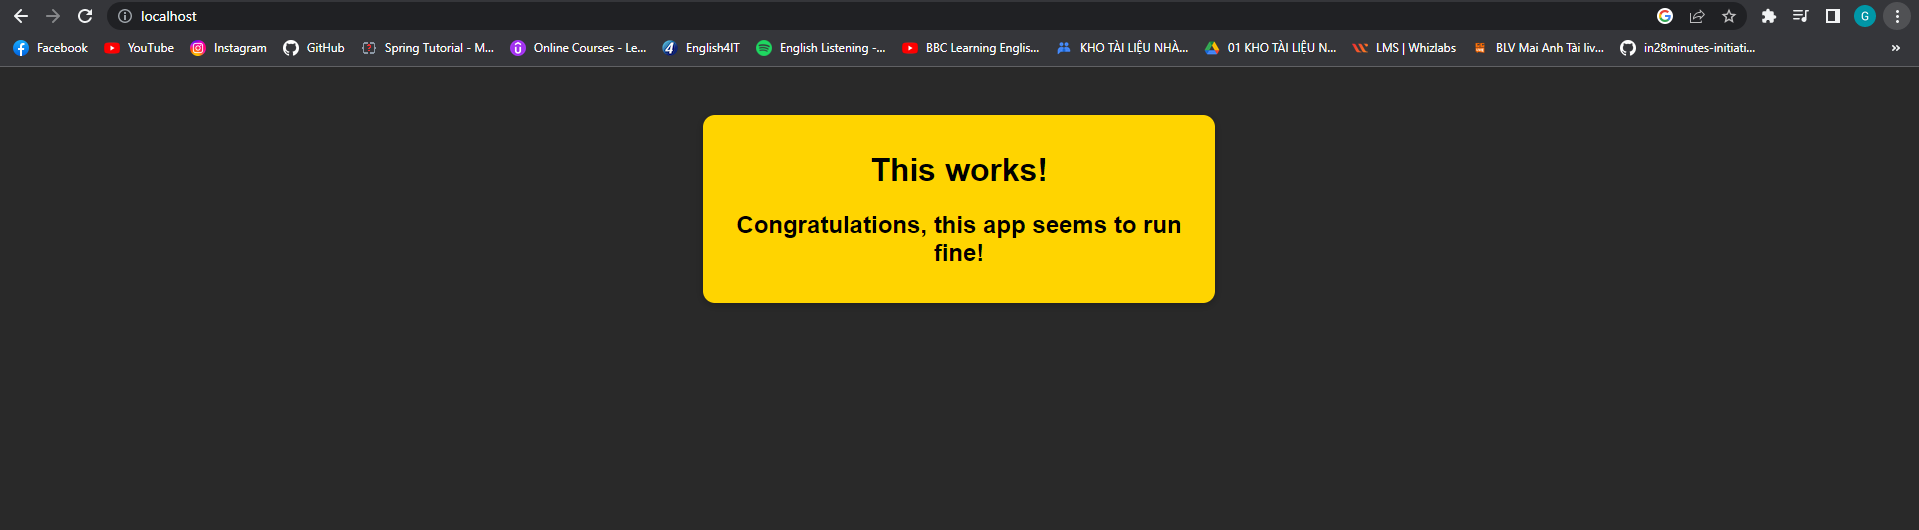 localhost
G
Facebook YouTube Instagram GitHub Spring Tutorial - M... Online Courses - Le... English4IT English Listening -... BBC Learning Englis... KHO TÀI LIỆU NHÀ... 01 KHO TÀI LIỆU N... LMS | Whizlabs BLV Mai Anh Tài liv... in28minutes-initiati... »
This works!
Congratulations, this app seems to run
fine!